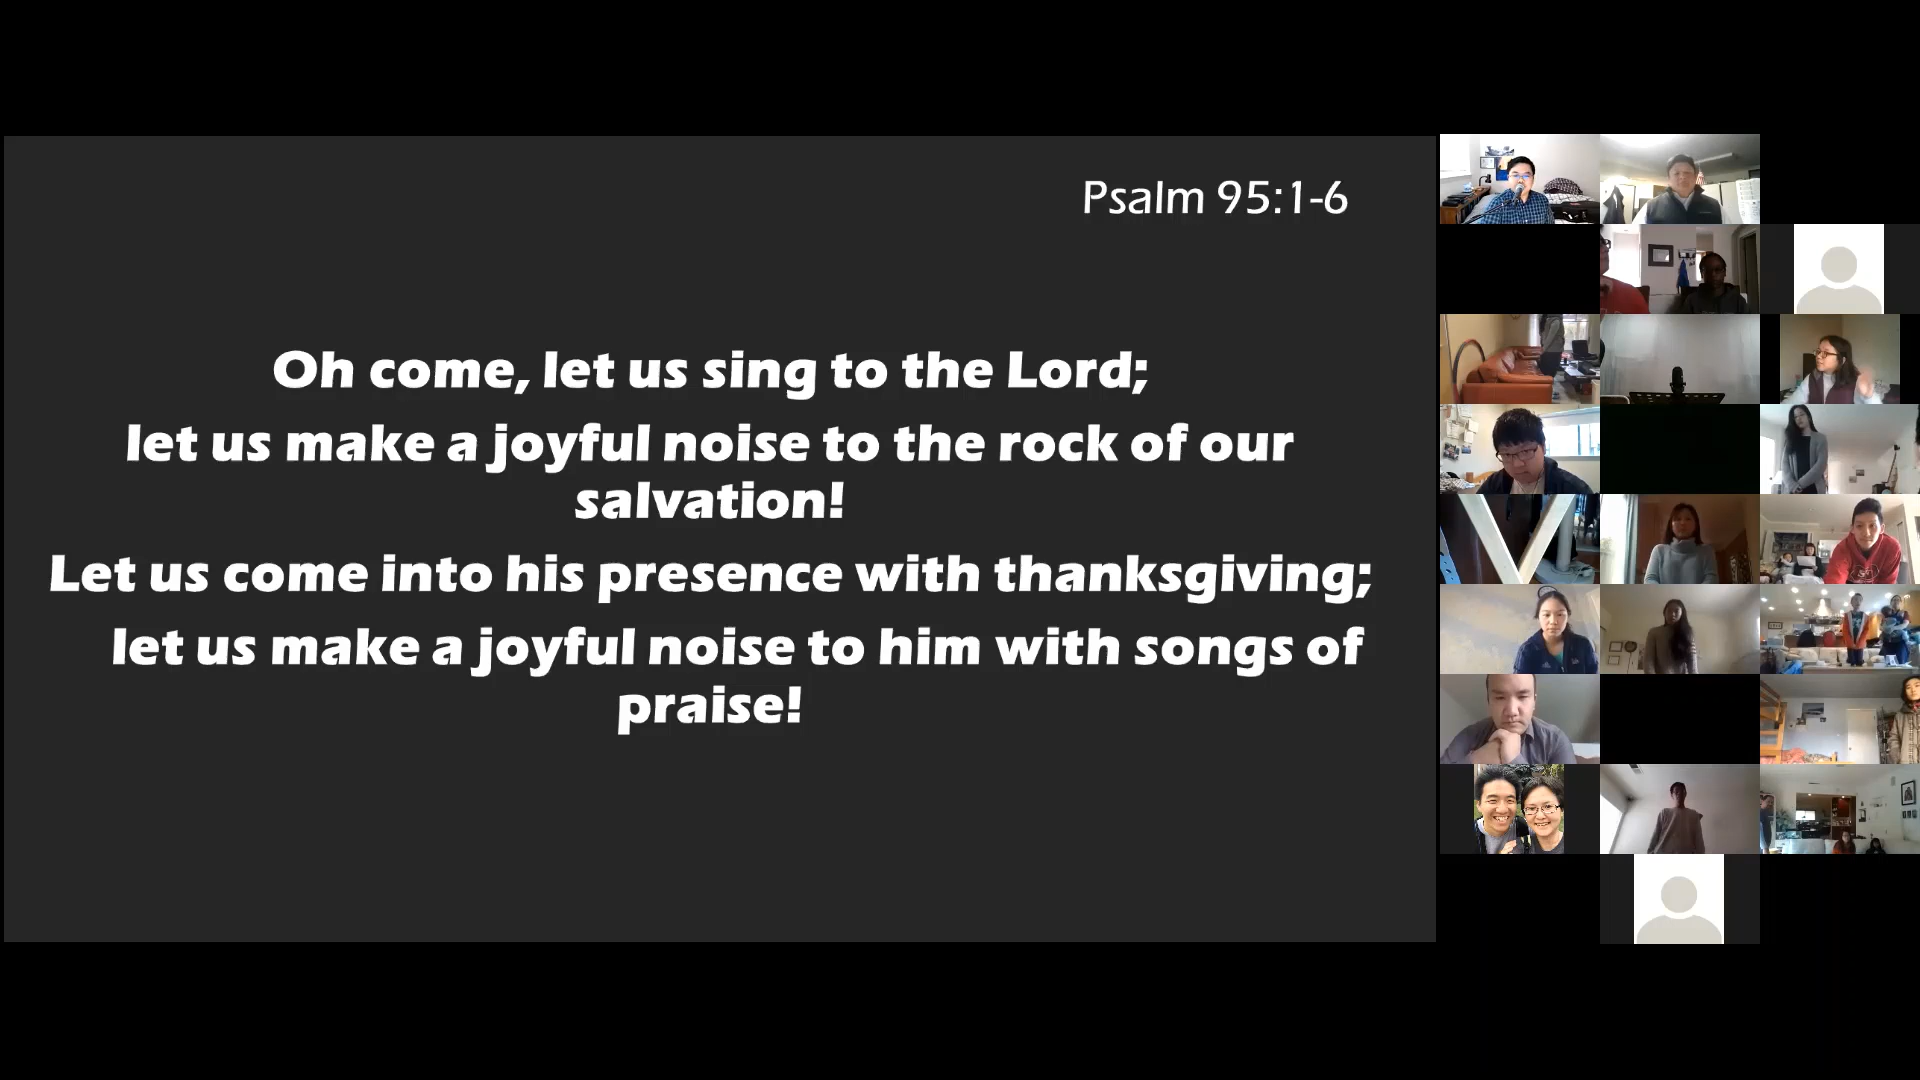 Psalm 95:1-6
Oh come, let us sing to the Lord;
let us make a joyful noise to the rock of our
salvation!
Let us come into his presence with thanksgiving;
let us make a joyful noise to him with songs of
praise!